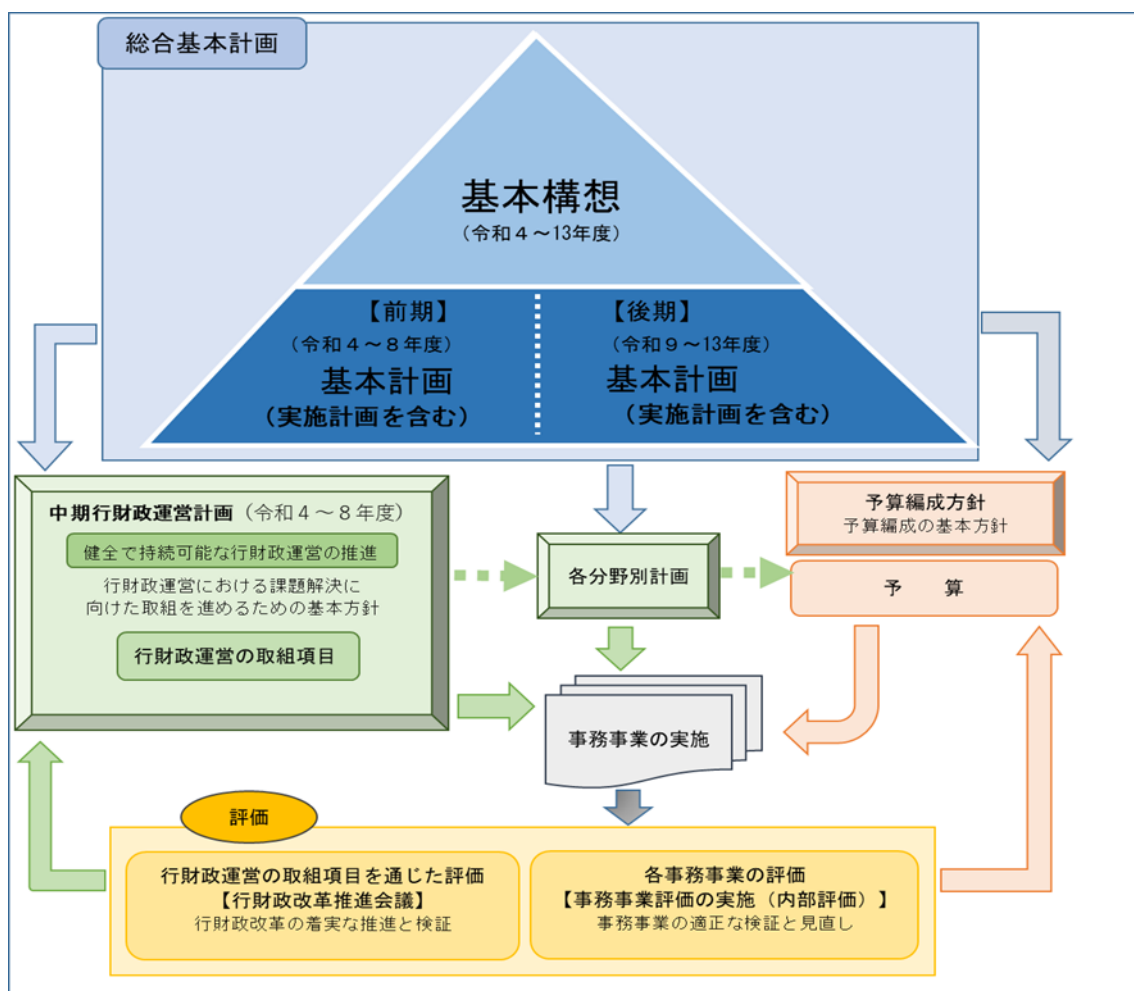 総合基本計画
基本構想
（令和４～13年度）
【前期】
（令和４～８年度）
基本計画
（実施計画を含む）
【後期】
（令和９～13年度）
基本計画
（実施計画を含む）
中期行財政運営計画（令和４～８年度）
健全で持続可能な行財政運営の推進
行財政運営における課題解決に
向けた取組を進めるための基本方針
行財政運営の取組項目
各分野別計画
予算編成方針
予算編成の基本方針
予　算
事務事業の実施
評価
行財政運営の取組項目を通じた評価
【行財政改革推進会議】
行財政改革の着実な推進と検証
各事務事業の評価
【事務事業評価の実施（内部評価）】
事務事業の適正な検証と見直し